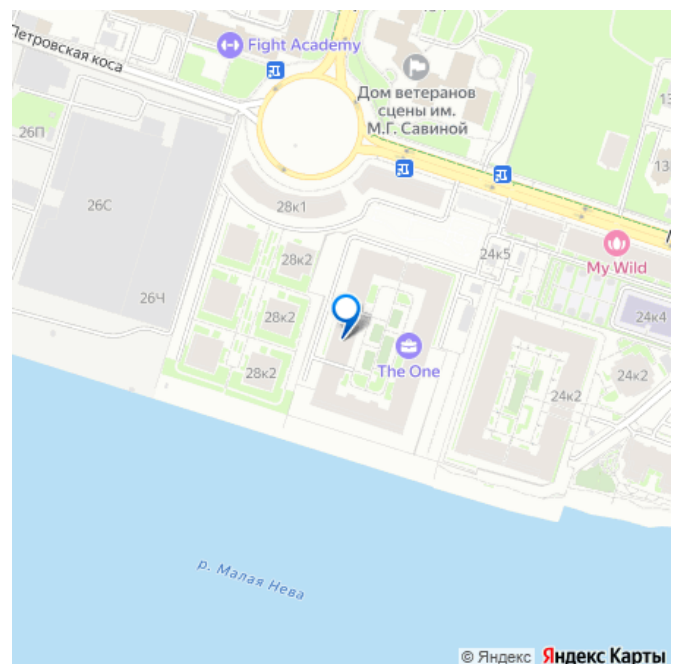 Петровская коса
Fight Academy
Дом ветеранов
сцены им.
М.Г. Савиной
26П
26С
28к1
26Ч
28к2
28к2
28к2
24к5
My Wild
24к4
The One
24к2
24к2
13
13
р. Малая Нева
© Яндекс Яндекс Карты